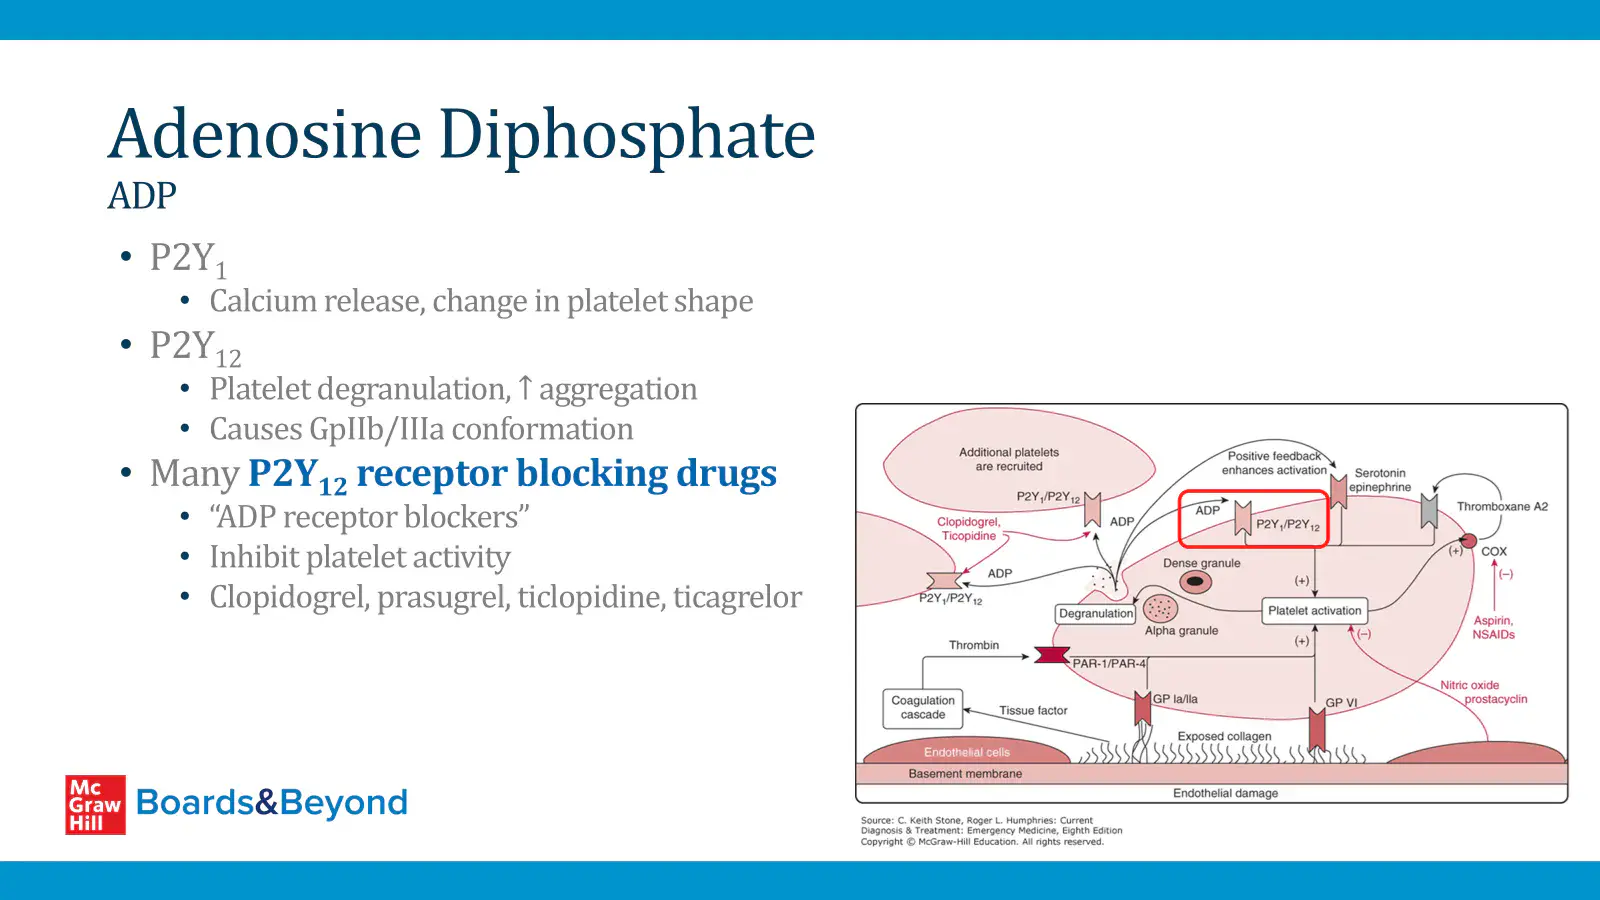 Adenosine Diphosphate
ADP
• P2Y1
• Calcium release, change in platelet shape
• P2Y12
• Platelet degranulation, ↑ aggregation
• Causes GpIIb/IIIa conformation
• Many P2Y12 receptor blocking drugs
• “ADP receptor blockers”
• Inhibit platelet activity
• Clopidogrel, prasugrel, ticlopidine, ticagrelor
Additional platelets
are recruited
P2Y1/P2Y12
Clopidogrel,
Ticopidine
ADP
ADP
P2Y1/P2Y12
Positive feedback
enhances activation
Serotonin
epinephrine
ADP
P2Y1/P2Y12
Thromboxane A2
(+)
COX
(–)
Aspirin,
NSAIDs
Dense granule
Degranulation
Alpha granule
(+)
Platelet activation
(+)
(–)
Thrombin
PAR-1/PAR-4
Coagulation
cascade
Tissue factor
GP Ia/IIa
GP VI
Nitric oxide
prostacyclin
Exposed collagen
Endothelial cells
Basement membrane
Endothelial damage
Source: C. Keith Stone, Roger L. Humphries: Current
Diagnosis & Treatment: Emergency Medicine, Eighth Edition
Copyright © McGraw-Hill Education. All rights reserved.
Mc
Graw
Hill
Boards&Beyond